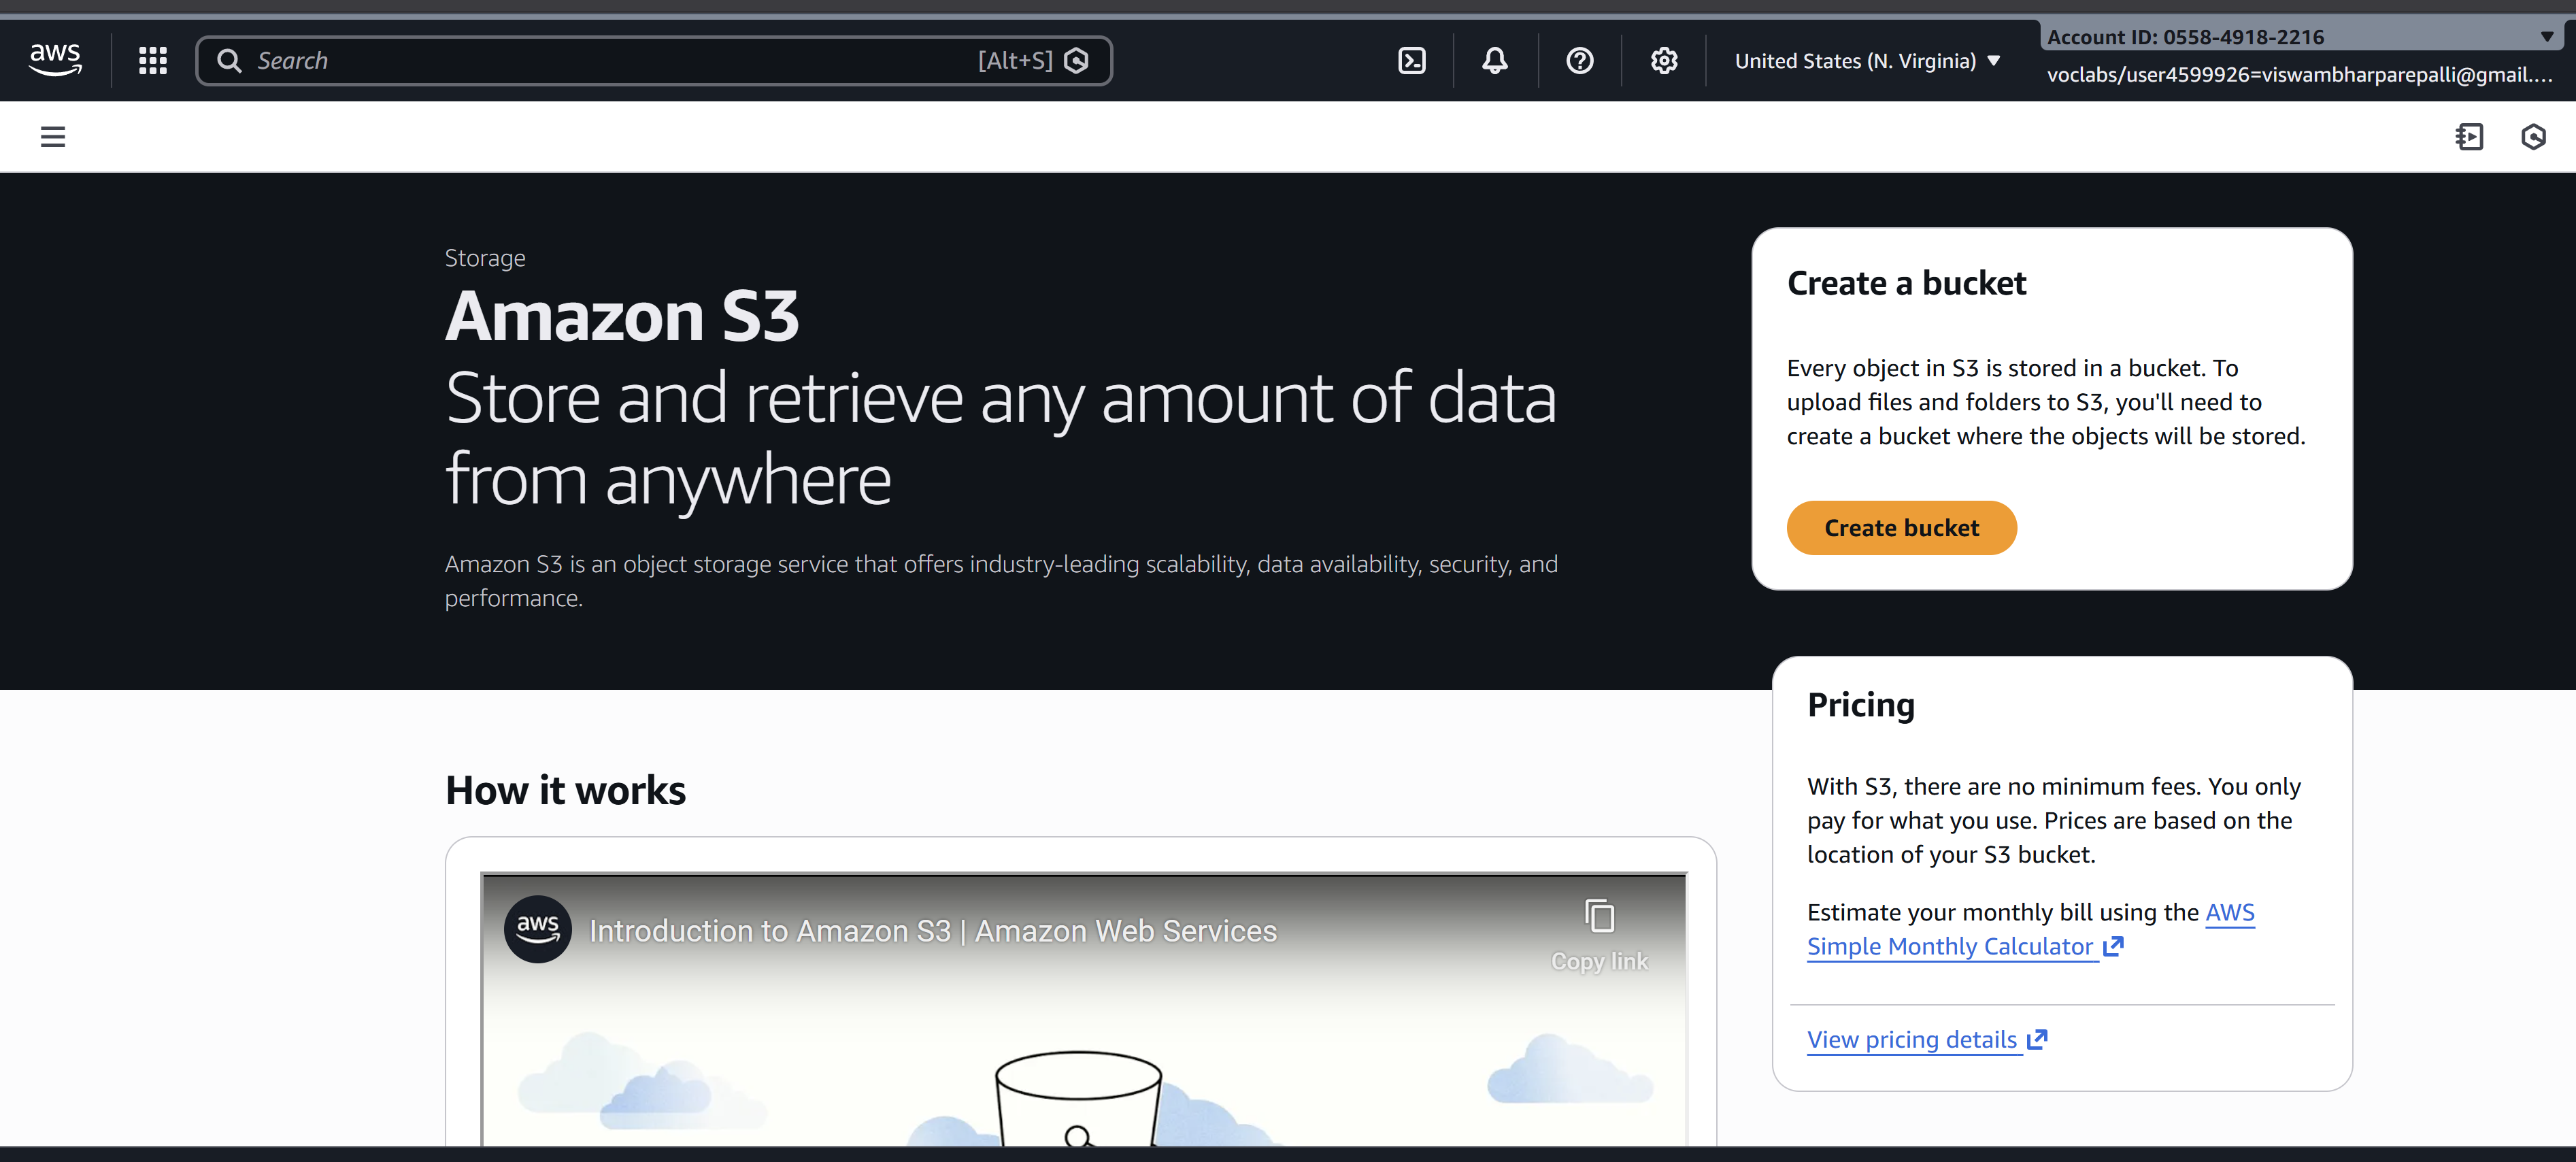 aws
Search [Alt+S]
United States (N. Virginia)
Account ID: 0558-4918-2216
voclabs/user4599926=viswambharparepalli@gmail....
Storage
Amazon S3
Store and retrieve any amount of data
from anywhere
Amazon S3 is an object storage service that offers industry-leading scalability, data availability, security, and
performance.
Create a bucket
Every object in S3 is stored in a bucket. To
upload files and folders to S3, you'll need to
create a bucket where the objects will be stored.
Create bucket
Pricing
With S3, there are no minimum fees. You only
pay for what you use. Prices are based on the
location of your S3 bucket.
Estimate your monthly bill using the AWS
Simple Monthly Calculator
View pricing details
How it works
aws
Introduction to Amazon S3 | Amazon Web Services
Copy link